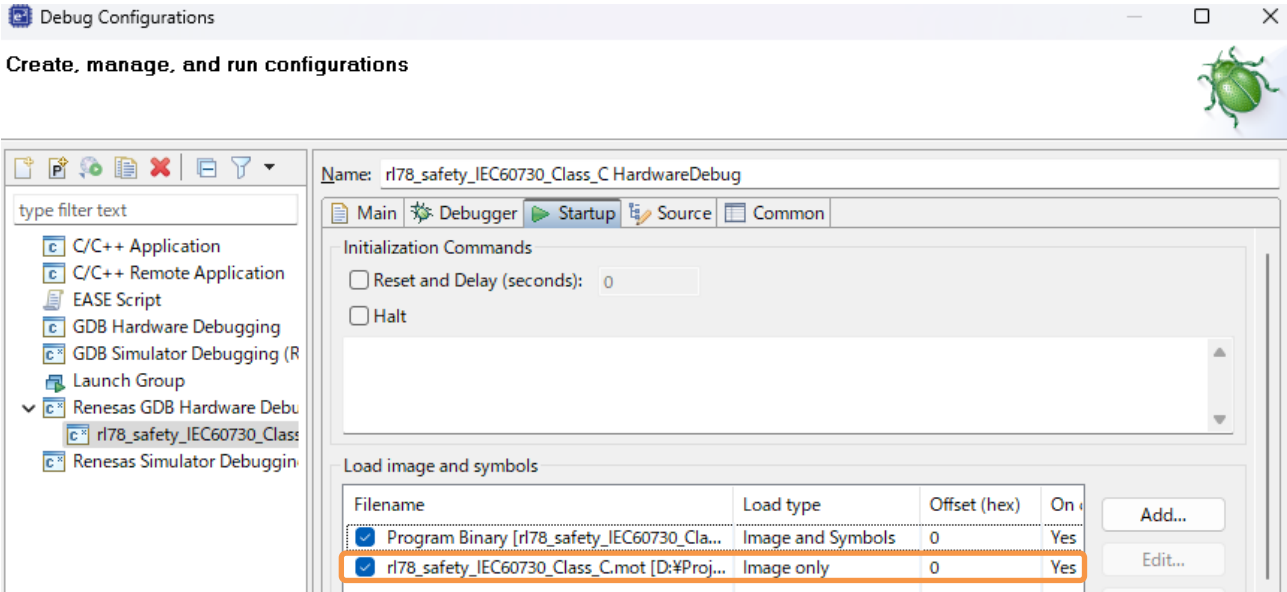 Debug Configurations
Create, manage, and run configurations
type filter text
C/C++ Application
C/C++ Remote Application
EASE Script
GDB Hardware Debugging
GDB Simulator Debugging (R
Launch Group
Renesas GDB Hardware Debu
rl78_safety_IEC60730_Class
Renesas Simulator Debuggin
Name: rl78_safety_IEC60730_Class_C HardwareDebug
Main Debugger Startup Source Common
Initialization Commands
Reset and Delay (seconds): 0
Halt
Load image and symbols
Filename Load type Offset (hex) On
Program Binary [rl78_safety_IEC60730_Cla... Image and Symbols 0 Yes
rl78_safety_IEC60730_Class_C.mot [D:¥Proj... Image only 0 Yes
Add...
Edit...